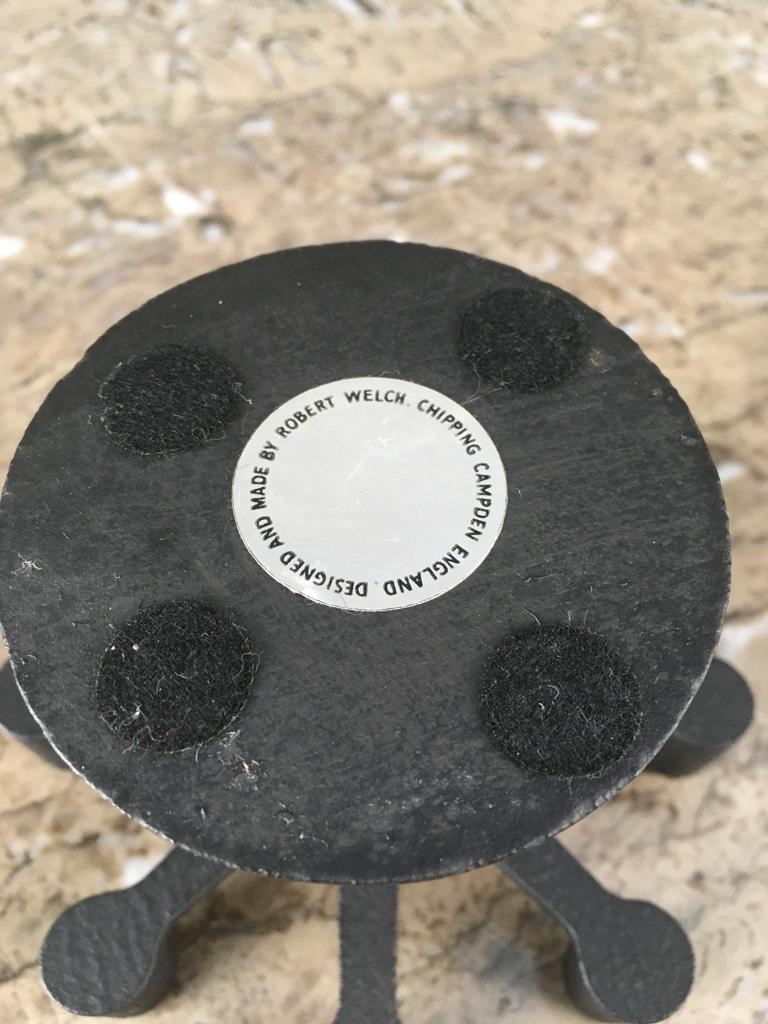 DESIGNED AND MADE BY ROBERT WELCH. CHIPPING CAMPDEN ENGLAND.